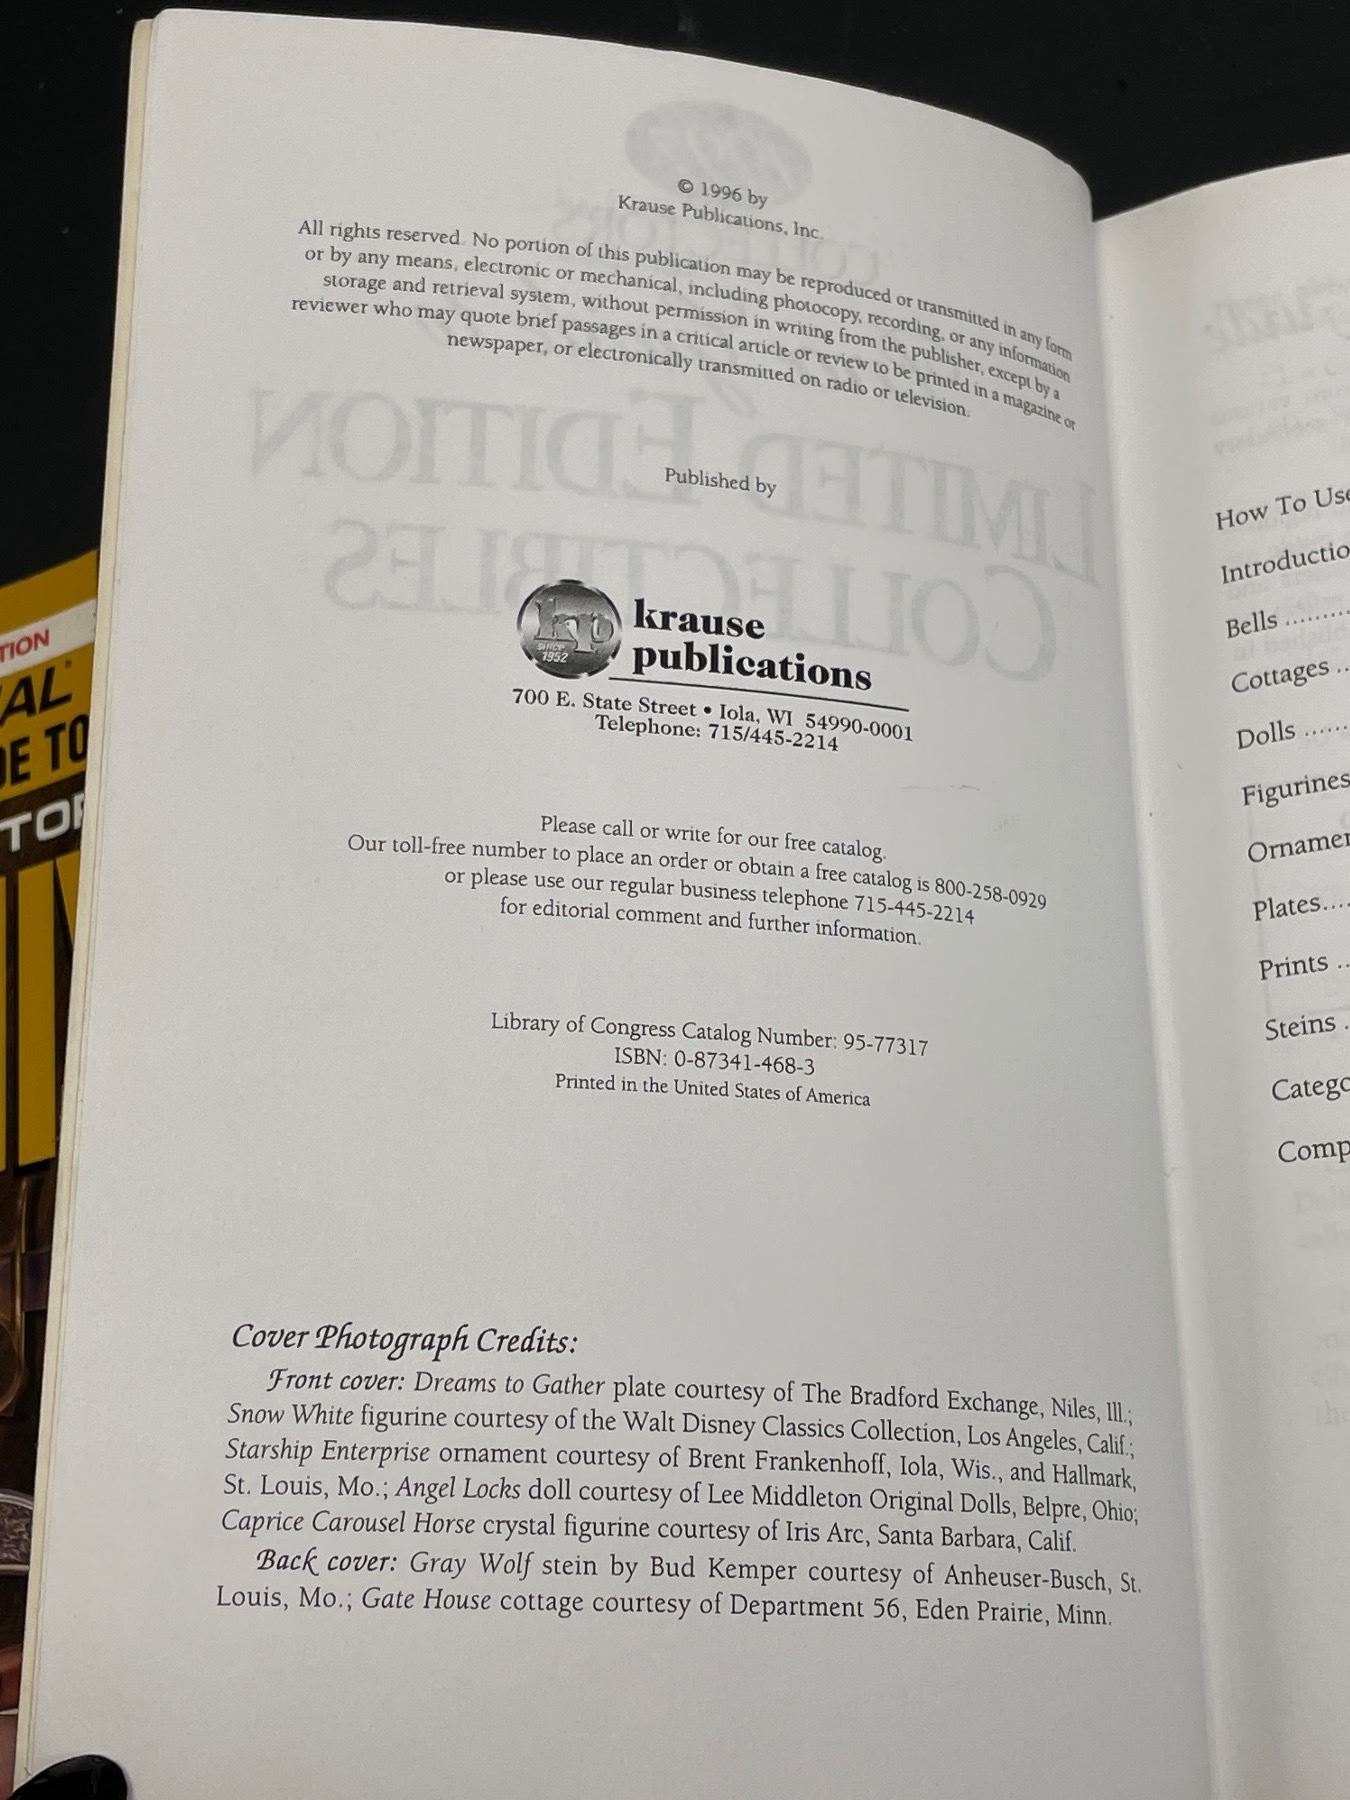 © 1996 by
Krause Publications, Inc.
All rights reserved. No portion of this publication may be reproduced or transmitted in any form
or by any means, electronic or mechanical, including photocopy, recording, or any information
storage and retrieval system, without permission in writing from the publisher, except by a
reviewer who may quote brief passages in a critical article or review to be printed in a magazine or
newspaper, or electronically transmitted on radio or television.
LIMITED EDITION
COLLECTIBLES
Published by
kp
SINCE
1952
krause
publications
700 E. State Street • Iola, WI 54990-0001
Telephone: 715/445-2214
Please call or write for our free catalog.
Our toll-free number to place an order or obtain a free catalog is 800-258-0929
or please use our regular business telephone 715-445-2214
for editorial comment and further information.
Library of Congress Catalog Number: 95-77317
ISBN: 0-87341-468-3
Printed in the United States of America
Cover Photograph Credits:
Front cover: Dreams to Gather plate courtesy of The Bradford Exchange, Niles, Ill.;
Snow White figurine courtesy of the Walt Disney Classics Collection, Los Angeles, Calif.;
Starship Enterprise ornament courtesy of Brent Frankenhoff, Iola, Wis., and Hallmark,
St. Louis, Mo.; Angel Locks doll courtesy of Lee Middleton Original Dolls, Belpre, Ohio;
Caprice Carousel Horse crystal figurine courtesy of Iris Arc, Santa Barbara, Calif.
Back cover: Gray Wolf stein by Bud Kemper courtesy of Anheuser-Busch, St.
Louis, Mo.; Gate House cottage courtesy of Department 56, Eden Prairie, Minn.
How To Use
Introductio
Bells ........
Cottages ..
Dolls ......
Figurines
Ornamer
Plates....
Prints ..
Steins .
Catego
Comp
TION
AL
DE TO
TOR